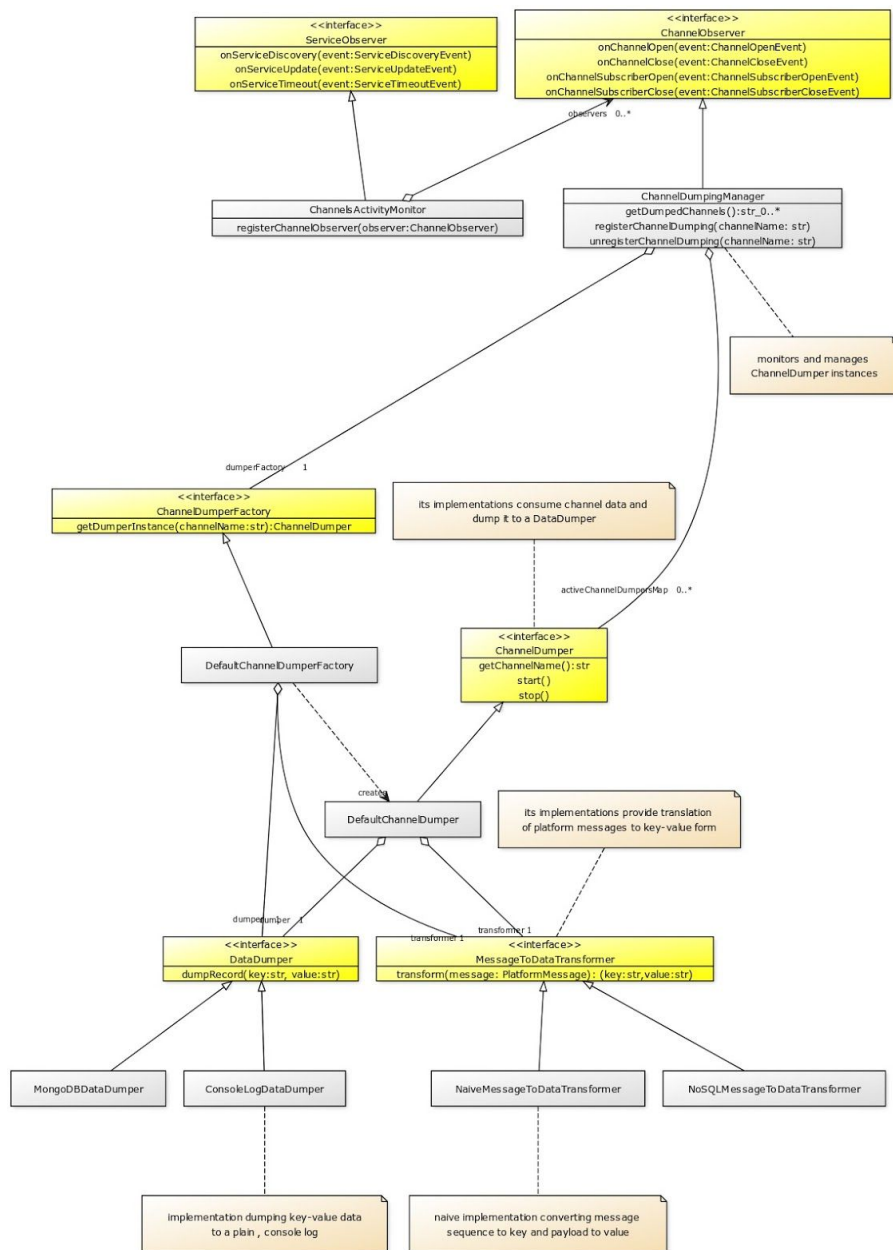 <<interface>>
ServiceObserver
onServiceDiscovery(event:ServiceDiscoveryEvent)
onServiceUpdate(event:ServiceUpdateEvent)
onServiceTimeout(event:ServiceTimeoutEvent)
<<interface>>
ChannelObserver
onChannelOpen(event:ChannelOpenEvent)
onChannelClose(event:ChannelCloseEvent)
onChannelSubscriberOpen(event:ChannelSubscriberOpenEvent)
onChannelSubscriberClose(event:ChannelSubscriberCloseEvent)
observers 0..*
ChannelsActivityMonitor
registerChannelObserver(observer:ChannelObserver)
ChannelDumpingManager
getDumpedChannels():str_0..*
registerChannelDumping(channelName: str)
unregisterChannelDumping(channelName: str)
monitors and manages
ChannelDumper instances
dumperFactory 1
<<interface>>
ChannelDumperFactory
getDumperInstance(channelName:str):ChannelDumper
its implementations consume channel data and
dump it to a DataDumper
activeChannelDumpersMap 0..*
<<interface>>
ChannelDumper
getChannelName():str
start()
stop()
DefaultChannelDumperFactory
creates
DefaultChannelDumper
its implementations provide translation
of platform messages to key-value form
dumper 1
dumper 1
transformer 1
transformer 1
<<interface>>
DataDumper
dumpRecord(key:str, value:str)
<<interface>>
MessageToDataTransformer
transform(message: PlatformMessage): (key:str,value:str)
MongoDBDataDumper
ConsoleLogDataDumper
NaiveMessageToDataTransformer
NoSQLMessageToDataTransformer
implementation dumping key-value data
to a plain , console log
naive implementation converting message
sequence to key and payload to value